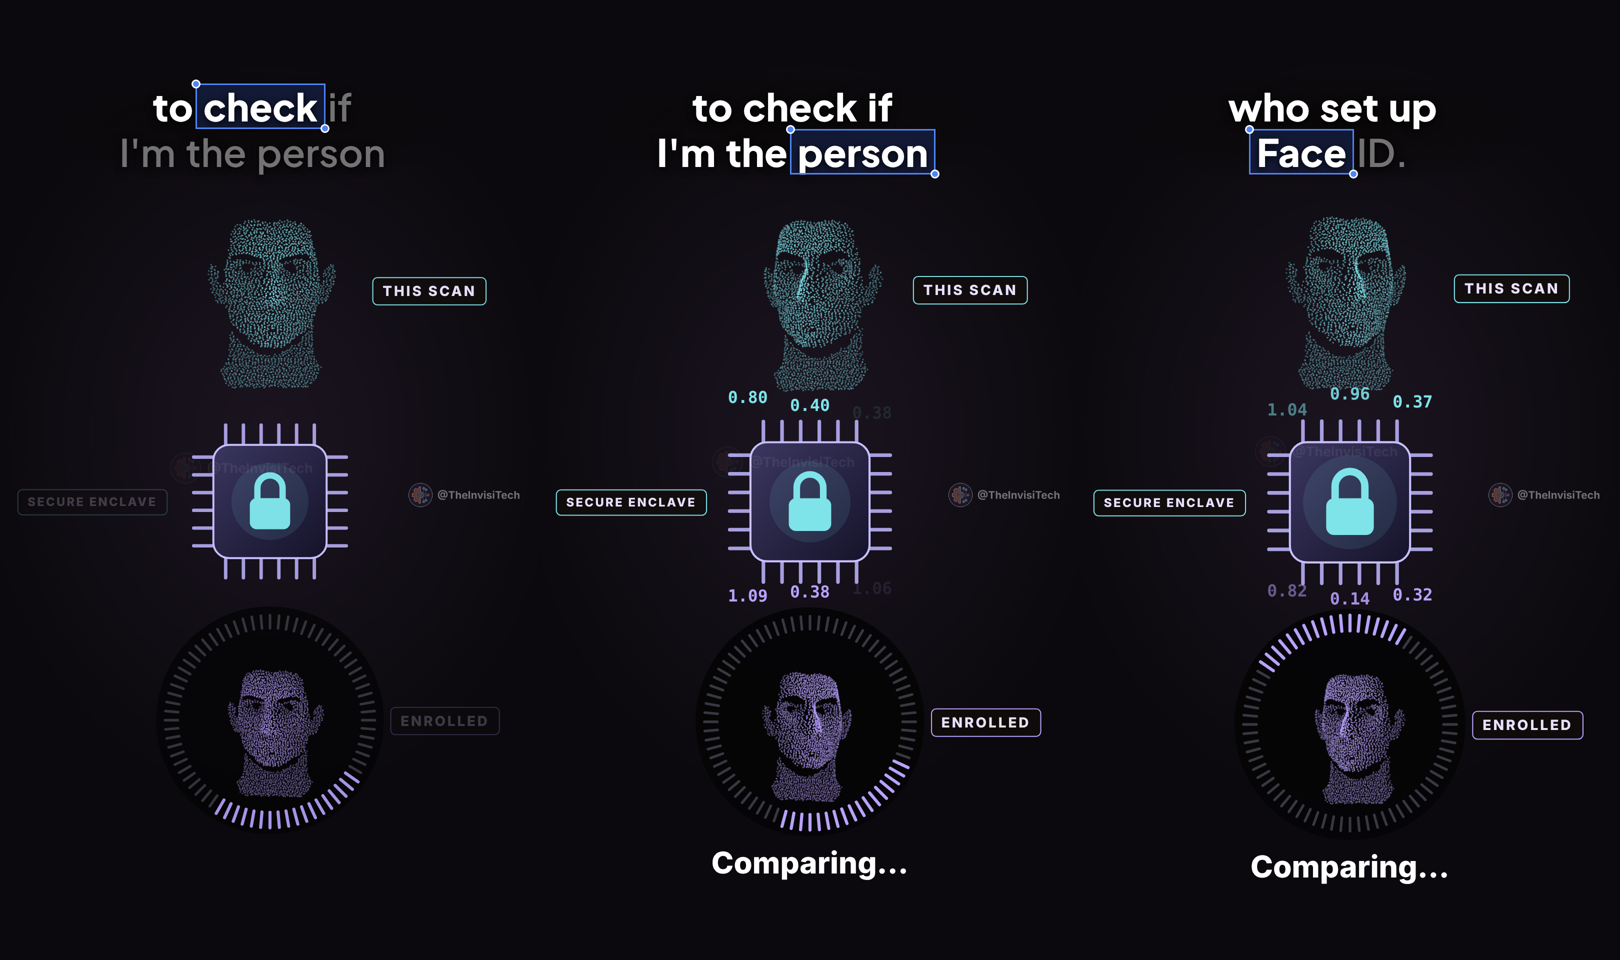 to check if
I'm the person
THIS SCAN
@TheInvisiTech
SECURE ENCLAVE
@TheInvisiTech
ENROLLED
to check if
I'm the person
THIS SCAN
0.80 0.40 0.38
@TheInvisiTech
SECURE ENCLAVE
@TheInvisiTech
1.09 0.38 1.06
ENROLLED
Comparing...
who set up
Face ID.
THIS SCAN
1.04 0.96 0.37
@TheInvisiTech
SECURE ENCLAVE
@TheInvisiTech
0.82 0.14 0.32
ENROLLED
Comparing...